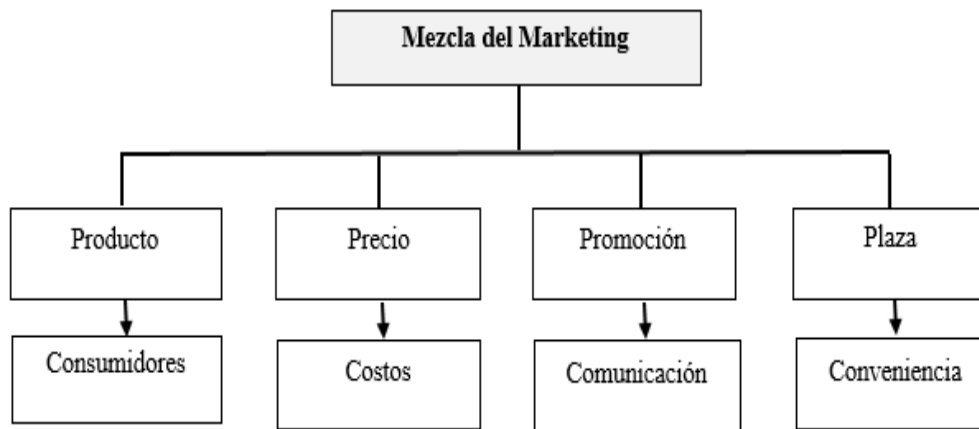 Mezcla del Marketing
Producto
Precio
Promoción
Plaza
Consumidores
Costos
Comunicación
Conveniencia